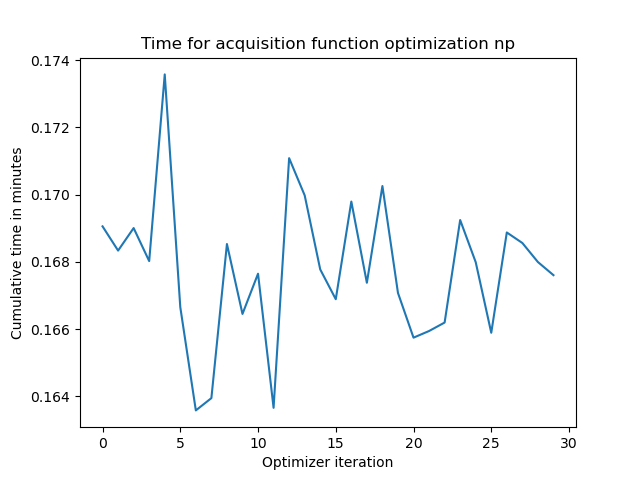 Time for acquisition function optimization np
0.174
0.172
0.170
0.168
0.166
0.164
Cumulative time in minutes
0 5 10 15 20 25 30
Optimizer iteration